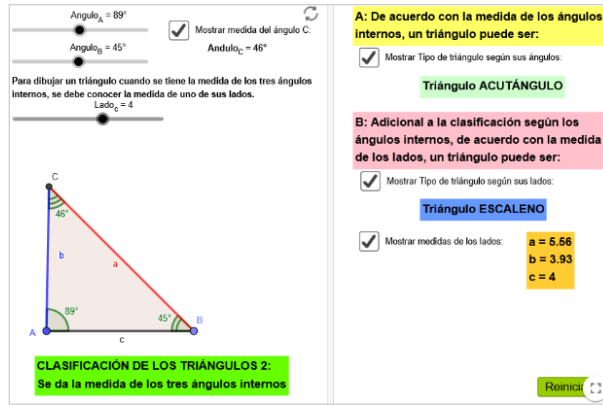 Angulo_A = 89°
Mostrar medida del ángulo C:
Angulo_B = 45°
Andulo_C = 46°
Para dibujar un triángulo cuando se tiene la medida de los tres ángulos
internos, se debe conocer la medida de uno de sus lados.
Lado_c = 4
C
46°
b
a
89°
45°
A
B
c
CLASIFICACIÓN DE LOS TRIÁNGULOS 2:
Se da la medida de los tres ángulos internos
A: De acuerdo con la medida de los ángulos
internos, un triángulo puede ser:
Mostrar Tipo de triángulo según sus ángulos:
Triángulo ACUTÁNGULO
B: Adicional a la clasificación según los
ángulos internos, de acuerdo con la medida
de los lados, un triángulo puede ser:
Mostrar Tipo de triángulo según sus lados:
Triángulo ESCALENO
Mostrar medidas de los lados:
a = 5.56
b = 3.93
c = 4
Reinicia